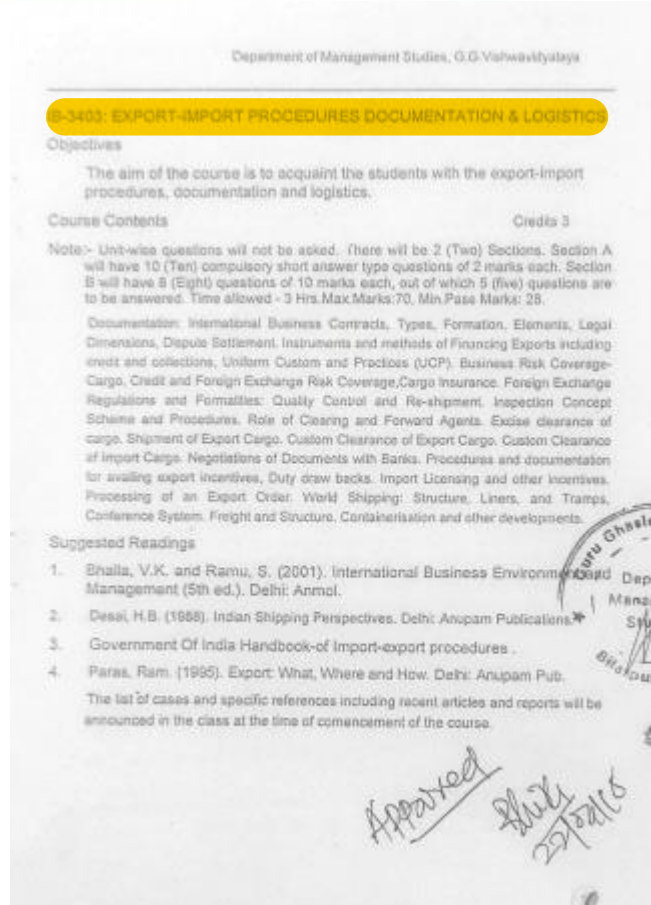 Department of Management Studies, G.G.Vishwavidyalaya
IB-3403: EXPORT-IMPORT PROCEDURES DOCUMENTATION & LOGISTICS
Objectives
The aim of the course is to acquaint the students with the export-import
procedures, documentation and logistics.
Course Contents Credits 3
Note:- Unit-wise questions will not be asked. There will be 2 (Two) Sections. Section A
will have 10 (Ten) compulsory short answer type questions of 2 marks each. Section
B will have 8 (Eight) questions of 10 marks each, out of which 5 (five) questions are
to be answered. Time allowed - 3 Hrs.Max.Marks:70, Min.Pass Marks: 28.
Documentation: International Business Contracts, Types, Formation, Elements, Legal
Dimensions, Dispute Settlement. Instruments and methods of Financing Exports including
credit and collections, Uniform Custom and Practices (UCP). Business Risk Coverage-
Cargo, Credit and Foreign Exchange Risk Coverage,Cargo Insurance. Foreign Exchange
Regulations and Formalities: Quality Control and Re-shipment. Inspection Concept
Scheme and Procedures. Role of Clearing and Forward Agents. Excise clearance of
cargo. Shipment of Export Cargo. Custom Clearance of Export Cargo. Custom Clearance
of Import Cargo. Negotiations of Documents with Banks. Procedures and documentation
for availing export incentives, Duty draw backs. Import Licensing and other incentives.
Processing of an Export Order. World Shipping: Structure, Liners, and Tramps,
Conference System. Freight and Structure. Containerisation and other developments.
Suggested Readings
1. Bhalla, V.K. and Ramu, S. (2001). International Business Environment and
Management (5th ed.). Delhi: Anmol.
2. Desai, H.B. (1988). Indian Shipping Perspectives. Delhi: Anupam Publications.
3. Government Of India Handbook-of Import-export procedures .
4. Paras, Ram. (1995). Export: What, Where and How. Delhi: Anupam Pub.
The list of cases and specific references including recent articles and reports will be
announced in the class at the time of comencement of the course.
Guru Ghasi
Dep
Mana
Stu
Bilaspu
Approved